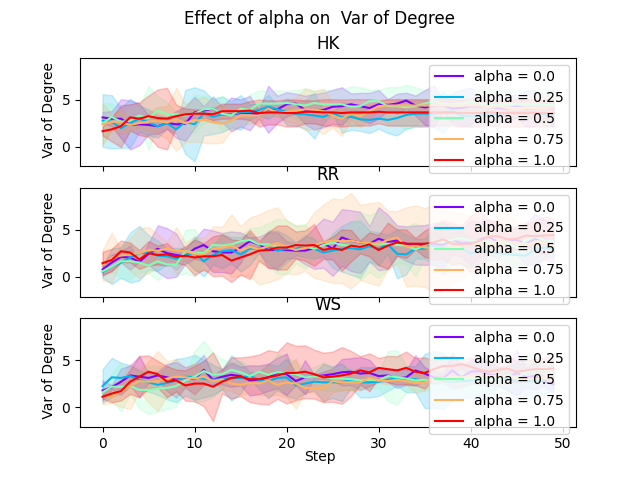 Effect of alpha on  Var of Degree
HK
Var of Degree
5
0
alpha = 0.0
alpha = 0.25
alpha = 0.5
alpha = 0.75
alpha = 1.0
RR
Var of Degree
5
0
alpha = 0.0
alpha = 0.25
alpha = 0.5
alpha = 0.75
alpha = 1.0
WS
Var of Degree
5
0
alpha = 0.0
alpha = 0.25
alpha = 0.5
alpha = 0.75
alpha = 1.0
0 10 20 30 40 50
Step